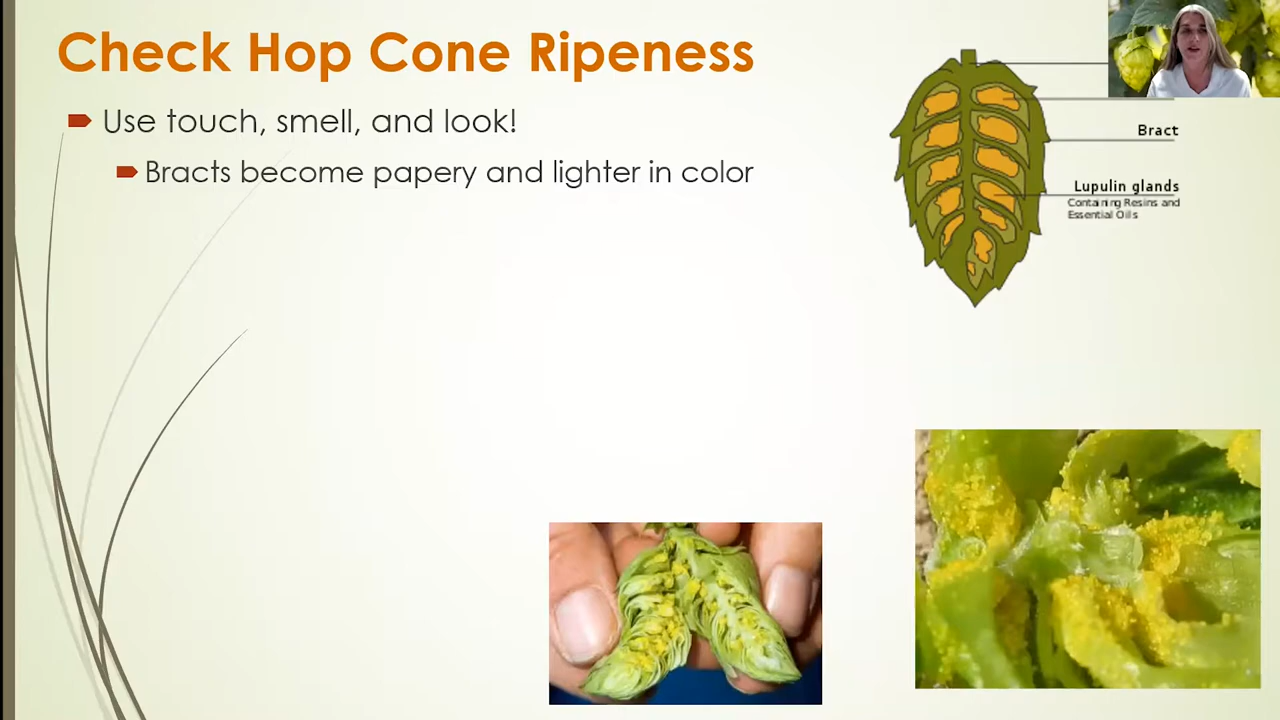 Check Hop Cone Ripeness
Use touch, smell, and look!
Bracts become papery and lighter in color
Bract
Lupulin glands
Containing Resins and
Essential Oils